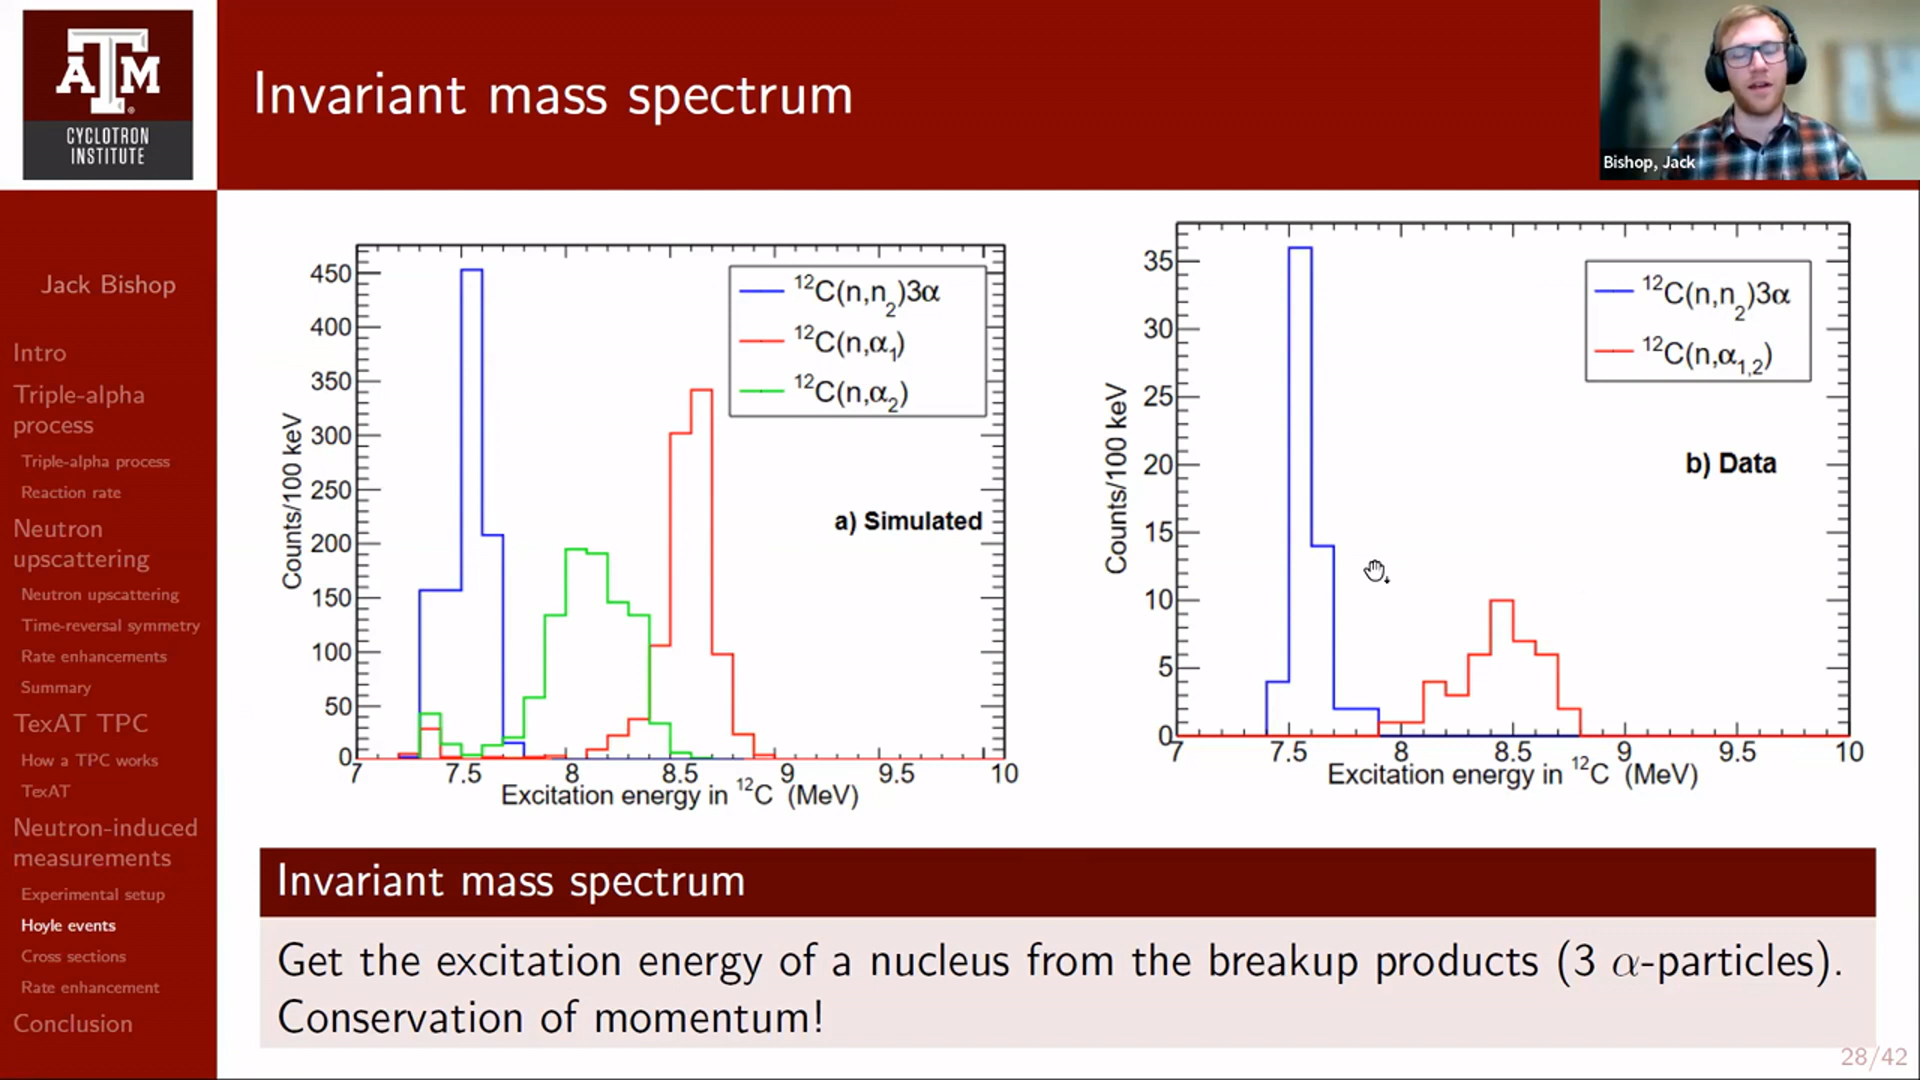 ATM
CYCLOTRON
INSTITUTE
Invariant mass spectrum
Bishop, Jack
Jack Bishop
Intro
Triple-alpha
process
Triple-alpha process
Reaction rate
Neutron
upscattering
Neutron upscattering
Time-reversal symmetry
Rate enhancements
Summary
TexAT TPC
How a TPC works
TexAT
Neutron-induced
measurements
Experimental setup
Hoyle events
Cross sections
Rate enhancement
Conclusion
Counts/100 keV
450
400
350
300
250
200
150
100
50
0
¹²C(n,n₂)3α
¹²C(n,α₁)
¹²C(n,α₂)
a) Simulated
7 7.5 8 8.5 9 9.5 10
Excitation energy in ¹²C (MeV)
Counts/100 keV
35
30
25
20
15
10
5
0
¹²C(n,n₂)3α
¹²C(n,α₁,₂)
b) Data
7 7.5 8 8.5 9 9.5 10
Excitation energy in ¹²C (MeV)
Invariant mass spectrum
Get the excitation energy of a nucleus from the breakup products (3 α-particles).
Conservation of momentum!
28/42